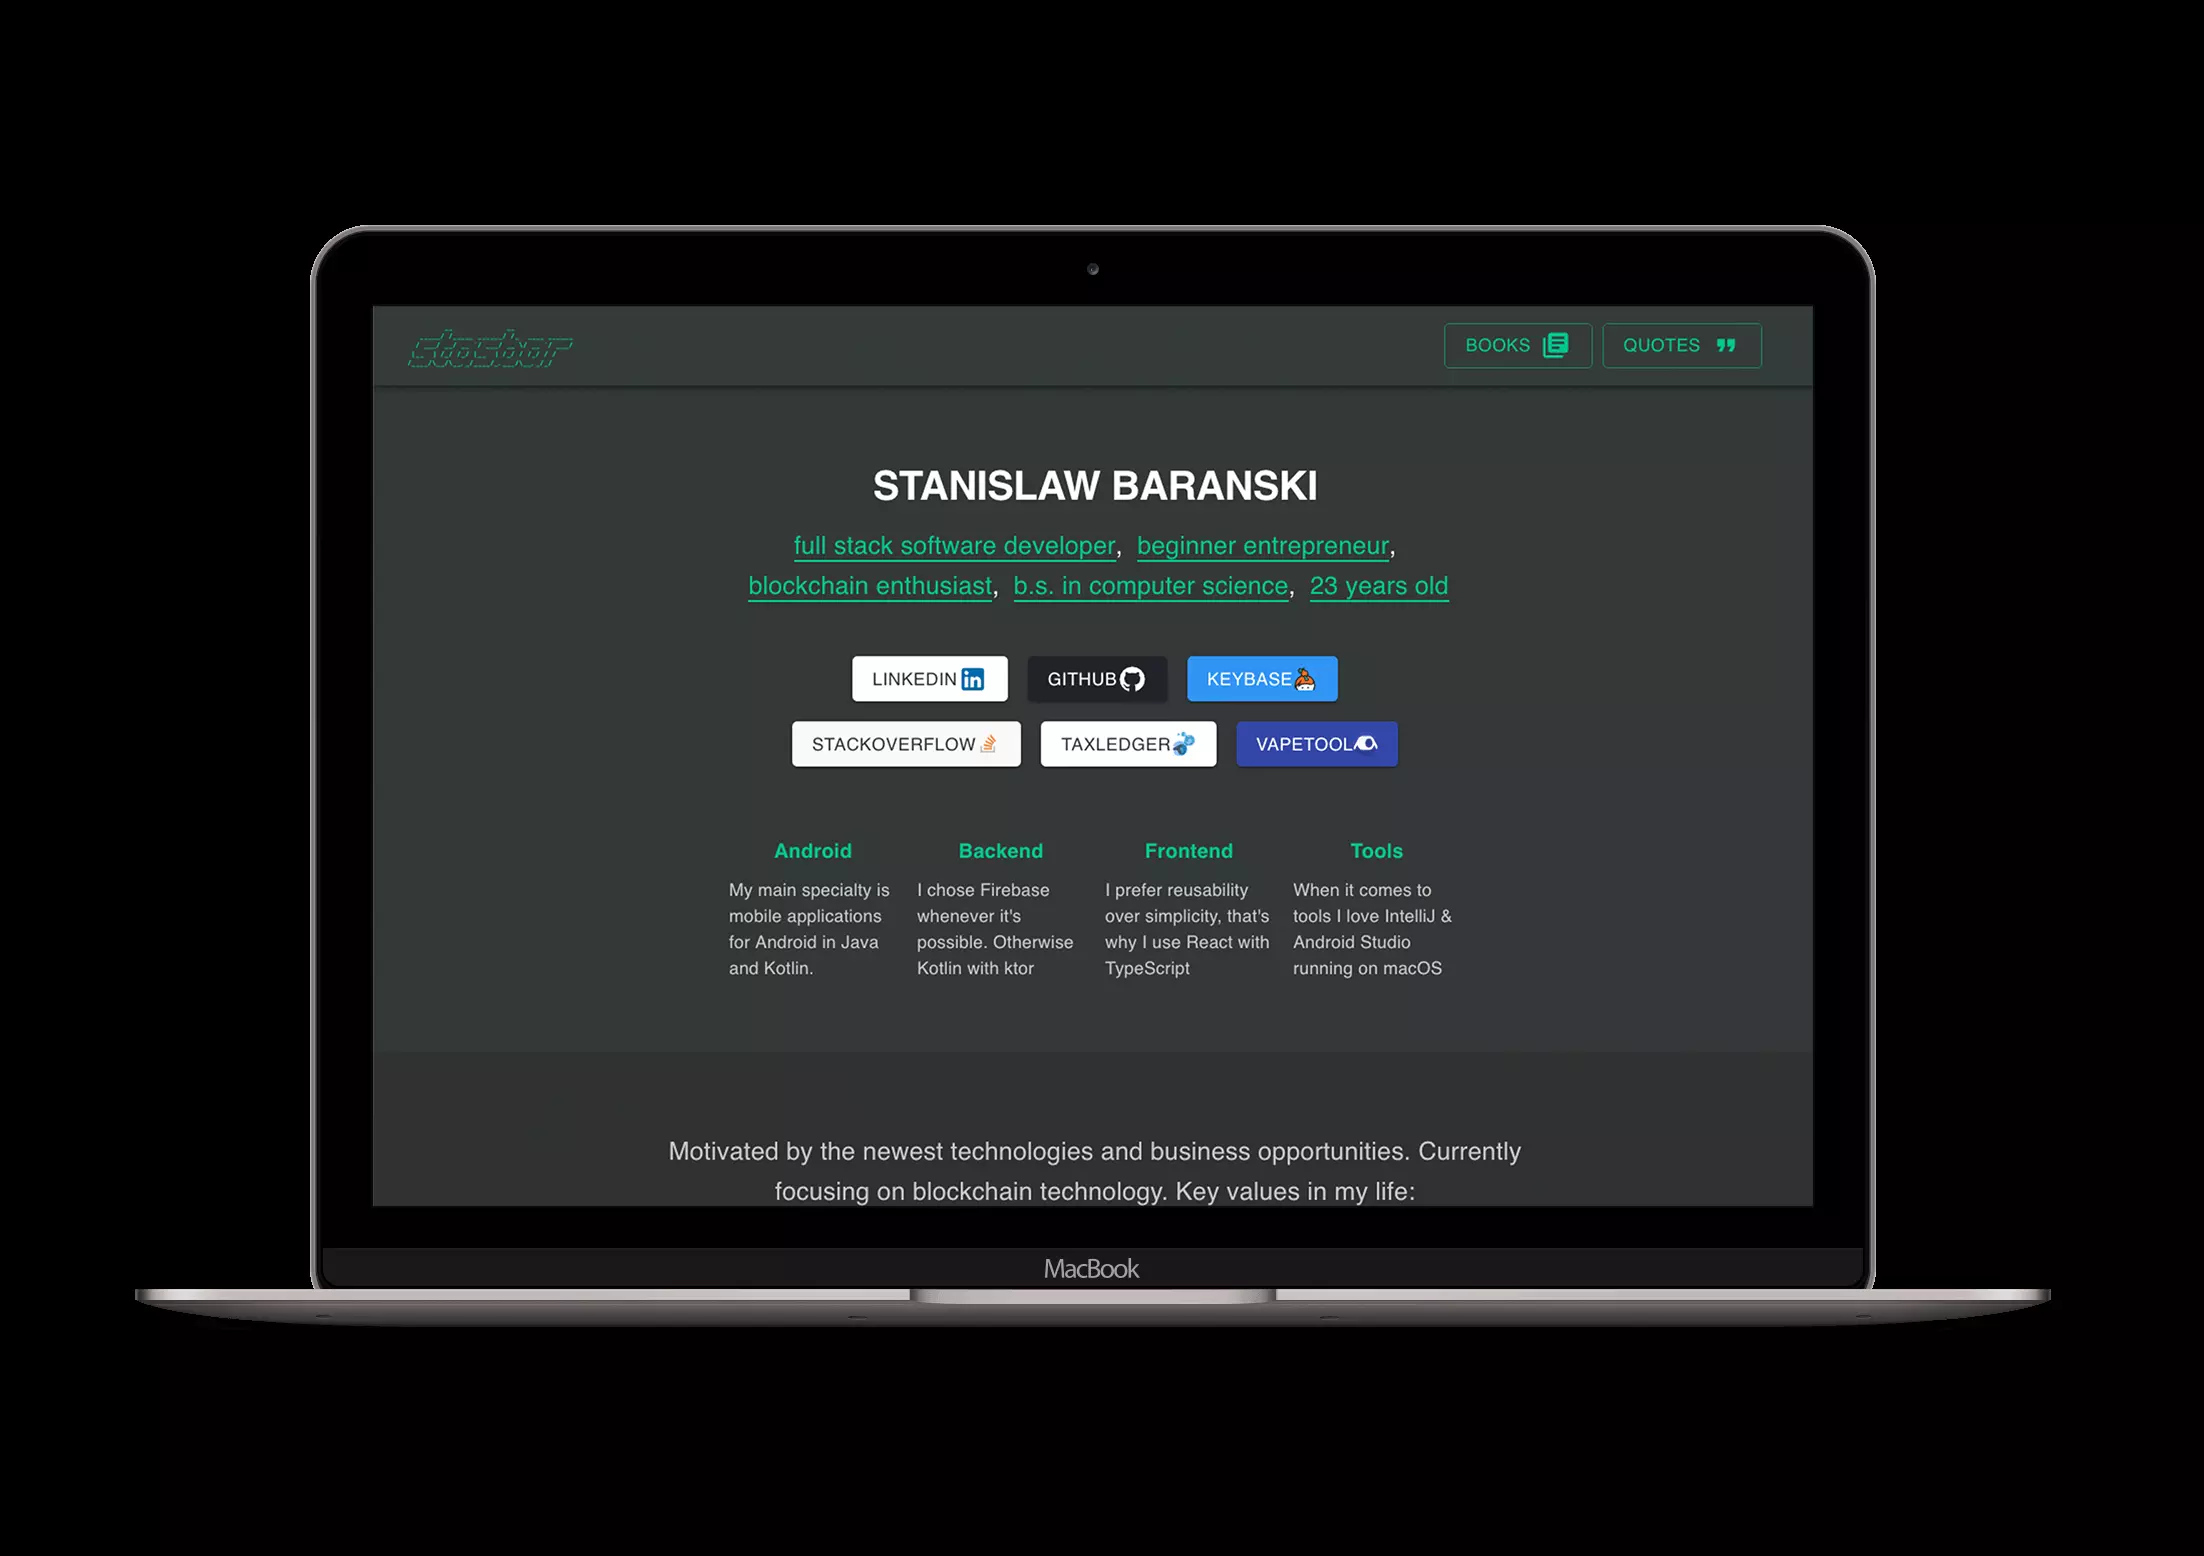 stasbar
BOOKS
QUOTES
STANISLAW BARANSKI
full stack software developer, beginner entrepreneur,
blockchain enthusiast, b.s. in computer science, 23 years old
LINKEDIN
GITHUB
KEYBASE
STACKOVERFLOW
TAXLEDGER
VAPETOOL
Android
My main specialty is
mobile applications
for Android in Java
and Kotlin.
Backend
I chose Firebase
whenever it's
possible. Otherwise
Kotlin with ktor
Frontend
I prefer reusability
over simplicity, that's
why I use React with
TypeScript
Tools
When it comes to
tools I love IntelliJ &
Android Studio
running on macOS
Motivated by the newest technologies and business opportunities. Currently
focusing on blockchain technology. Key values in my life:
MacBook